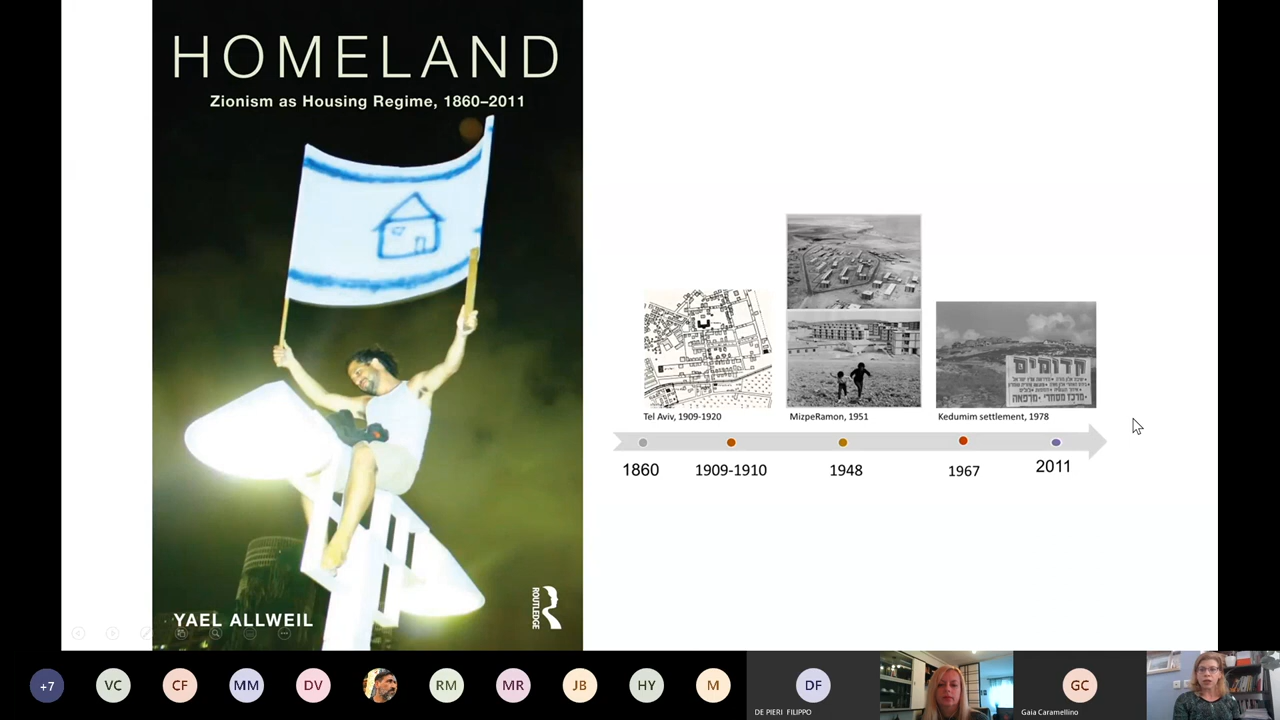 HOMELAND
Zionism as Housing Regime, 1860–2011
YAEL ALLWEIL
ROUTLEDGE
קדומים
Tel Aviv, 1909-1920
MizpeRamon, 1951
Kedumim settlement, 1978
1860
1909-1910
1948
1967
2011
+7
VC
CF
MM
DV
RM
MR
JB
HY
M
DF
DE PIERI FILIPPO
GC
Gaia Caramellino